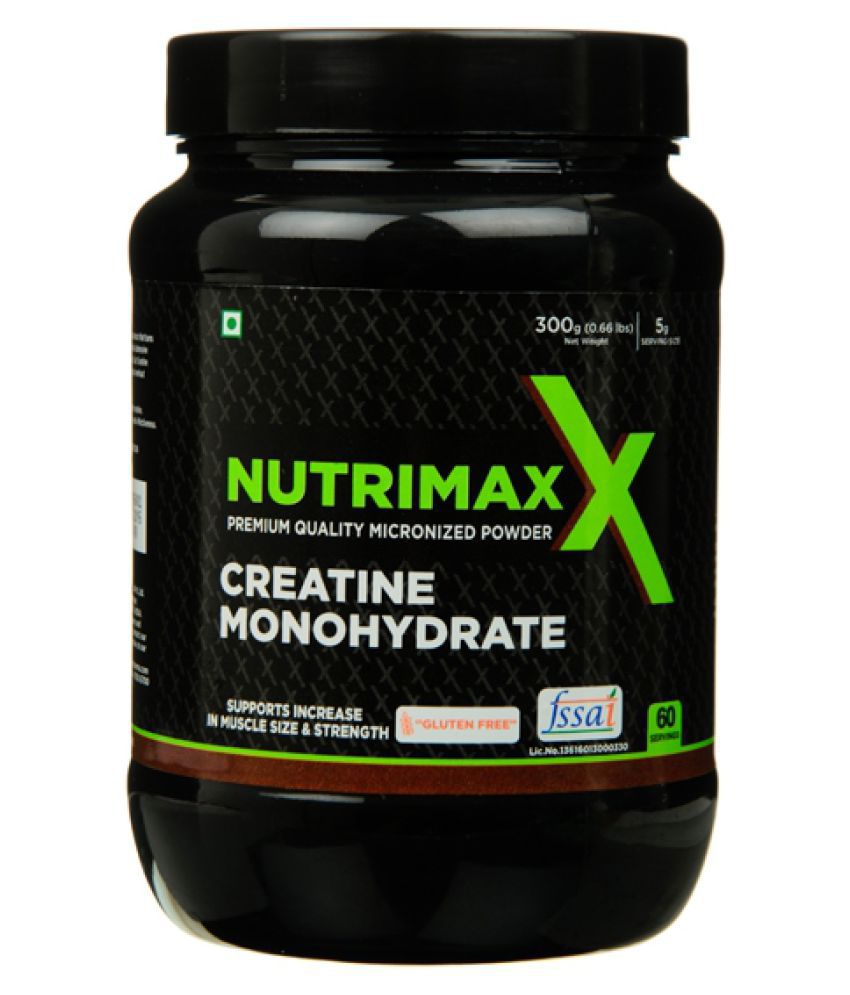 300g (0.66 lbs)
Net Weight
5g
SERVING SIZE
NUTRIMAX X
PREMIUM QUALITY MICRONIZED POWDER
CREATINE
MONOHYDRATE
SUPPORTS INCREASE
IN MUSCLE SIZE & STRENGTH
"GLUTEN FREE"
fssai
Lic.No.13616013000330
60
SERVINGS